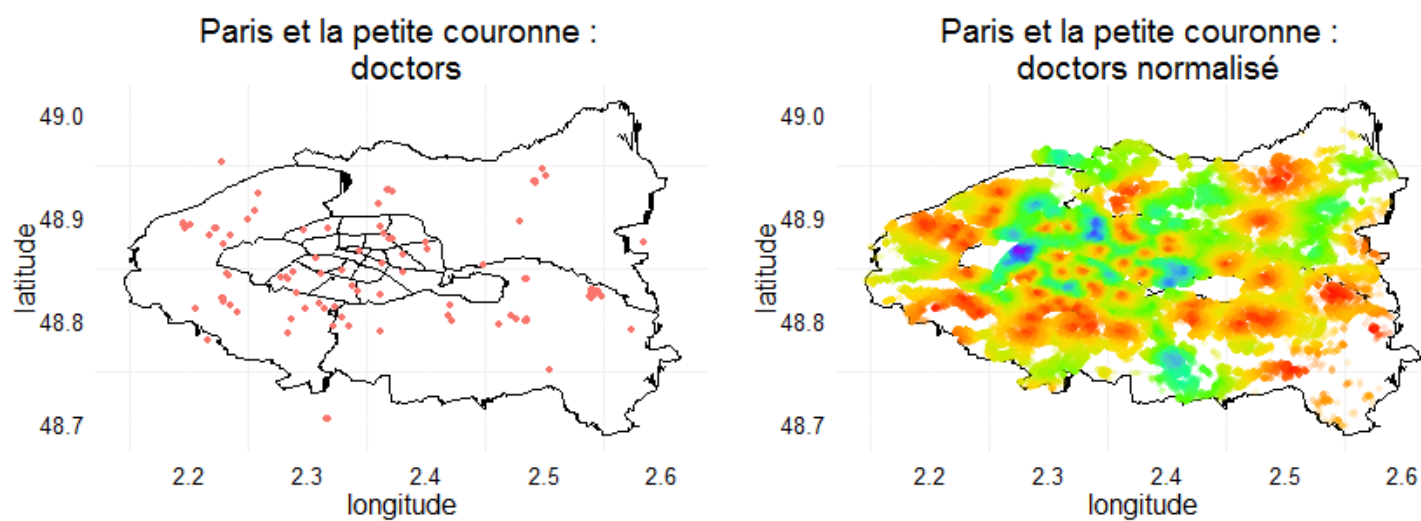 Paris et la petite couronne :
doctors
49.0
48.9
48.8
48.7
latitude
2.2 2.3 2.4 2.5 2.6
longitude
Paris et la petite couronne :
doctors normalisé
49.0
48.9
48.8
48.7
latitude
2.2 2.3 2.4 2.5 2.6
longitude